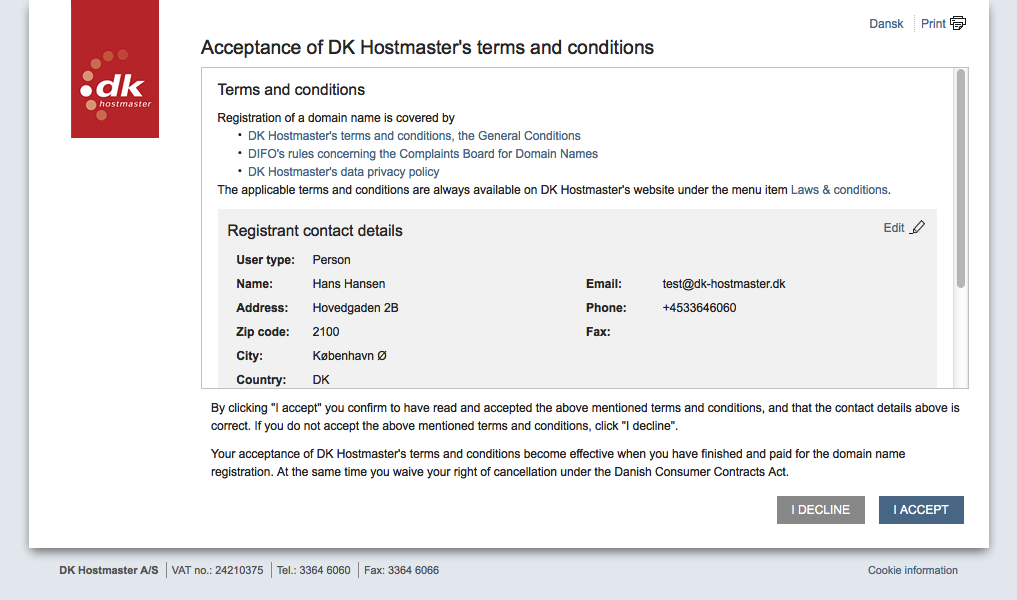 Dansk
Print
dk
hostmaster
Acceptance of DK Hostmaster's terms and conditions
Terms and conditions
Registration of a domain name is covered by
• DK Hostmaster's terms and conditions, the General Conditions
• DIFO's rules concerning the Complaints Board for Domain Names
• DK Hostmaster's data privacy policy
The applicable terms and conditions are always available on DK Hostmaster's website under the menu item Laws & conditions.
Registrant contact details
Edit
User type: Person
Name: Hans Hansen Email: test@dk-hostmaster.dk
Address: Hovedgaden 2B Phone: +4533646060
Zip code: 2100 Fax:
City: København Ø
Country: DK
By clicking "I accept" you confirm to have read and accepted the above mentioned terms and conditions, and that the contact details above is
correct. If you do not accept the above mentioned terms and conditions, click "I decline".
Your acceptance of DK Hostmaster's terms and conditions become effective when you have finished and paid for the domain name
registration. At the same time you waive your right of cancellation under the Danish Consumer Contracts Act.
I DECLINE
I ACCEPT
DK Hostmaster A/S VAT no.: 24210375 Tel.: 3364 6060 Fax: 3364 6066 Cookie information